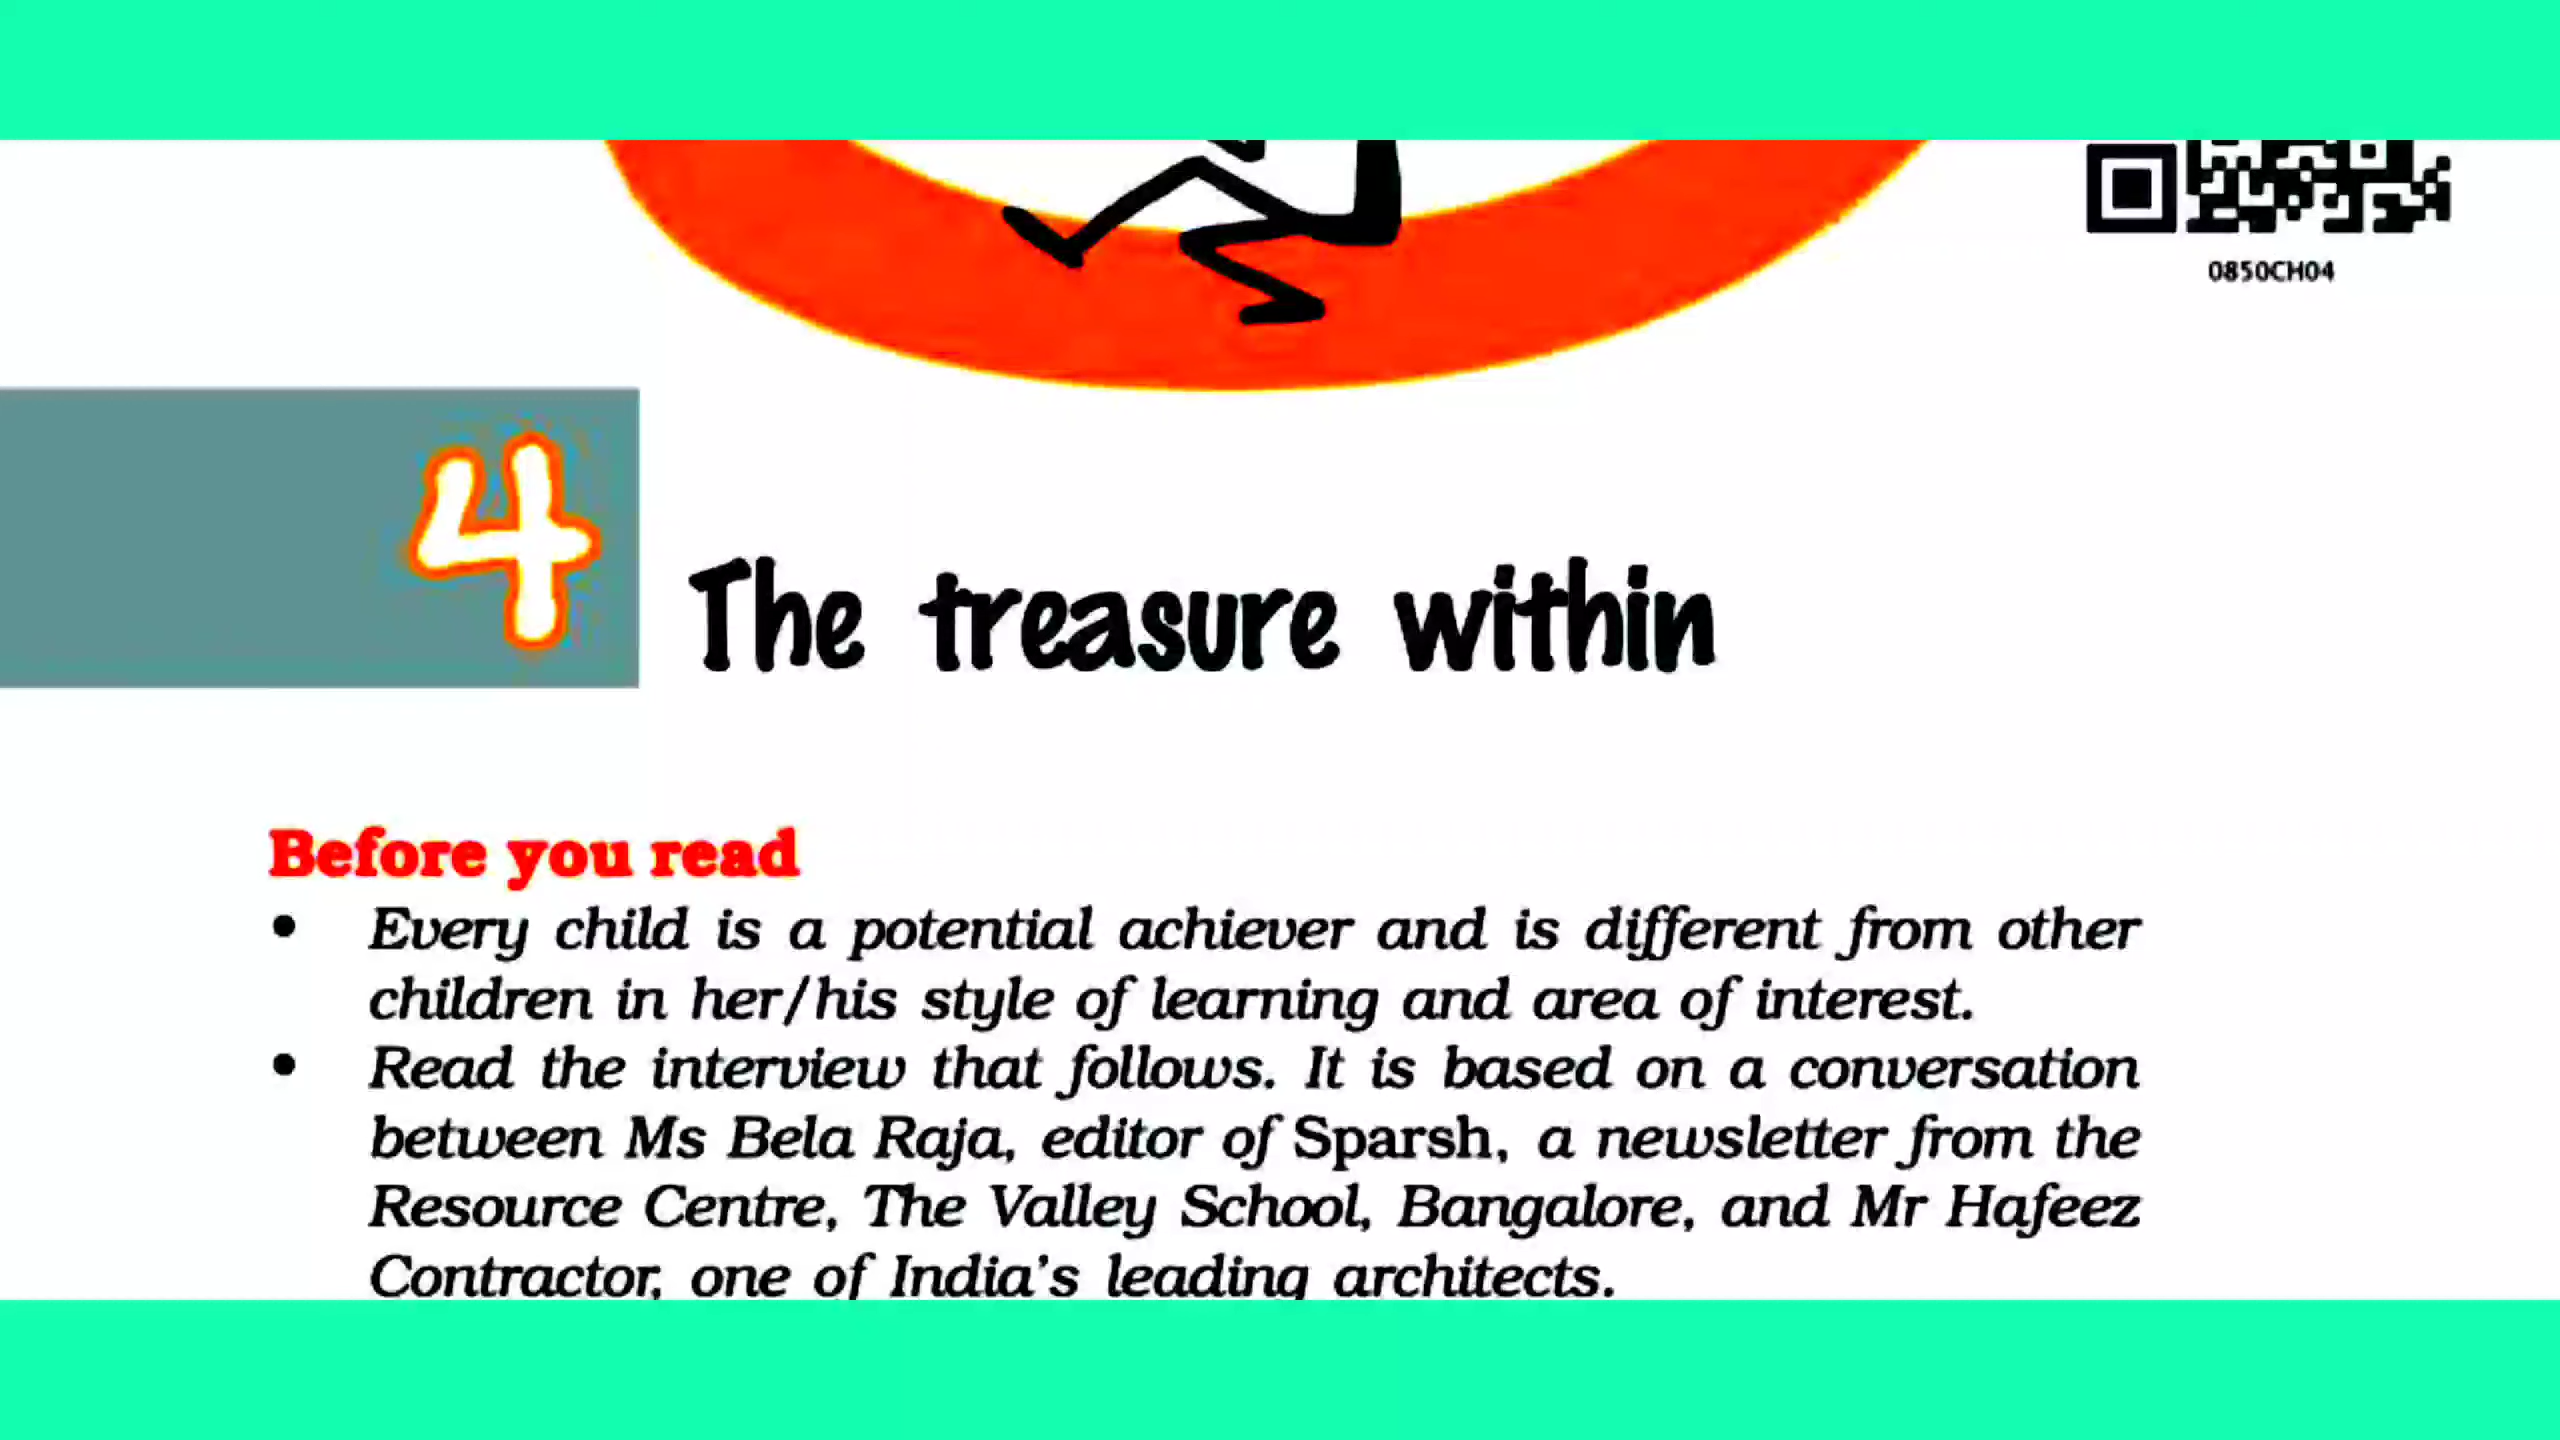 0850CH04
4
The treasure within
Before you read
• Every child is a potential achiever and is different from other
children in her/his style of learning and area of interest.
• Read the interview that follows. It is based on a conversation
between Ms Bela Raja, editor of Sparsh, a newsletter from the
Resource Centre, The Valley School, Bangalore, and Mr Hafeez
Contractor, one of India's leading architects.